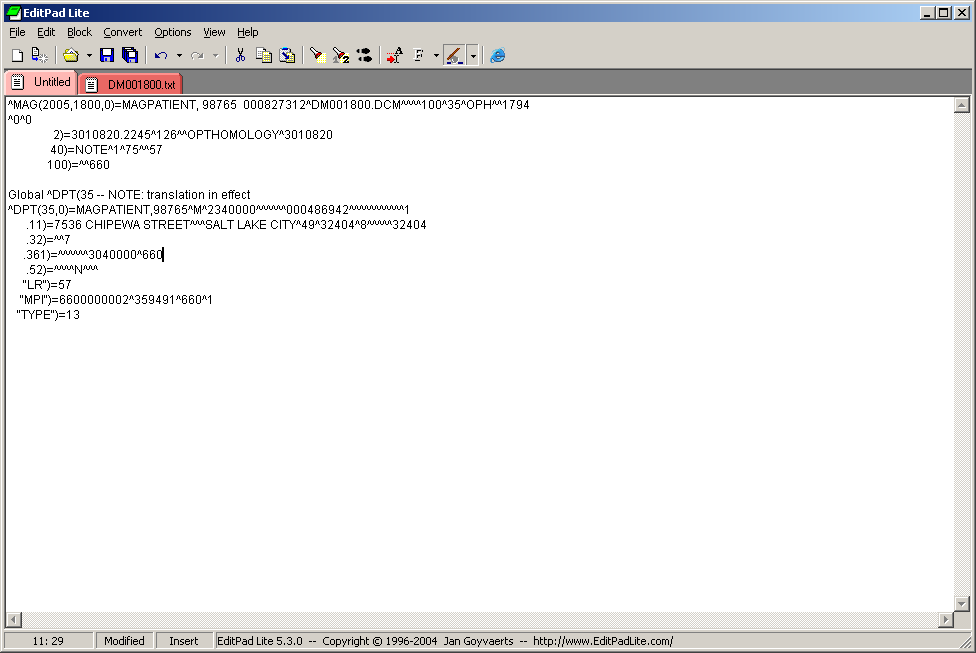 EditPad Lite
File Edit Block Convert Options View Help
Untitled DM001800.txt
^MAG(2005,1800,0)=MAGPATIENT, 98765 000827312^DM001800.DCM^^^^100^35^OPH^^1794
^0^0
2)=3010820.2245^126^^OPTHOMOLOGY^3010820
40)=NOTE^1^75^^57
100)=^^660
Global ^DPT(35 -- NOTE: translation in effect
^DPT(35,0)=MAGPATIENT,98765^M^2340000^^^^^^000486942^^^^^^^^^^^1
.11)=7536 CHIPEWA STREET^^^SALT LAKE CITY^49^32404^8^^^^^32404
.32)=^^7
.361)=^^^^^^3040000^660
.52)=^^^^N^^^
"LR")=57
"MPI")=6600000002^359491^660^1
"TYPE")=13
11: 29 Modified Insert EditPad Lite 5.3.0 -- Copyright © 1996-2004 Jan Goyvaerts -- http://www.EditPadLite.com/